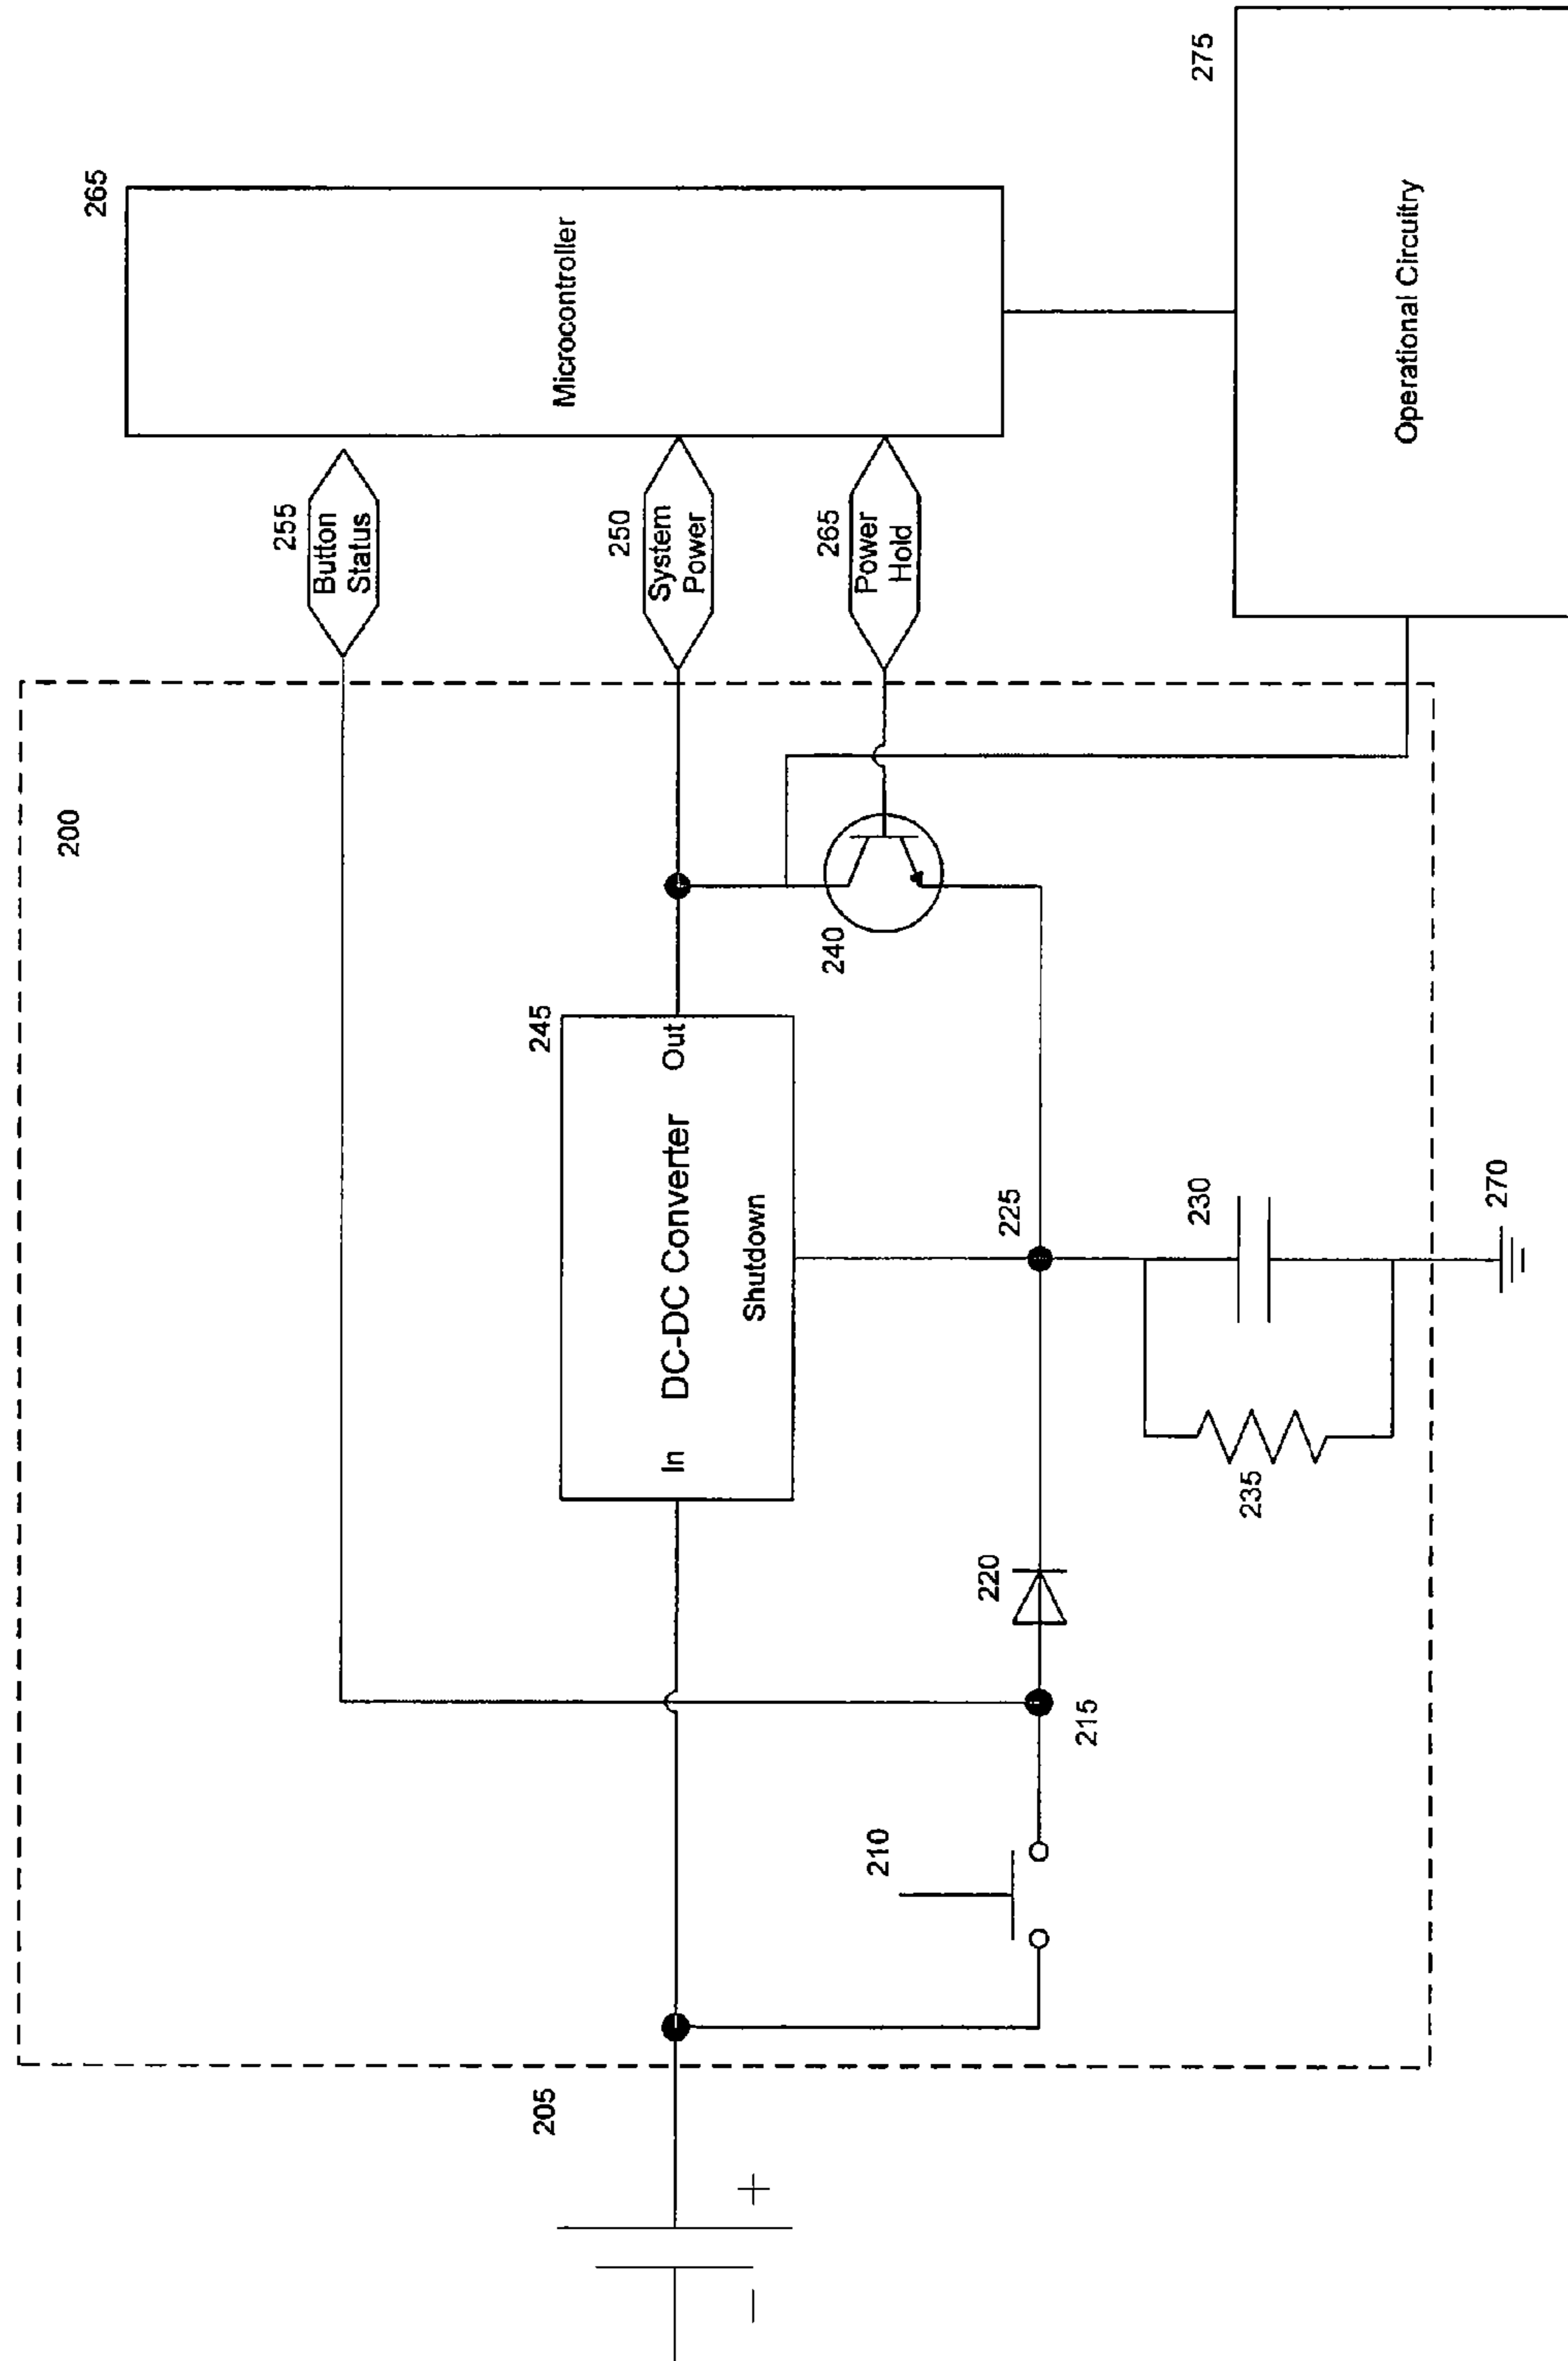 200
255
Button
Status
265
Microcontroller
205
+
−
In
DC-DC Converter
Out
245
Shutdown
250
System
Power
240
265
Power
Hold
210
215
220
225
230
235
270
275
Operational Circuitry